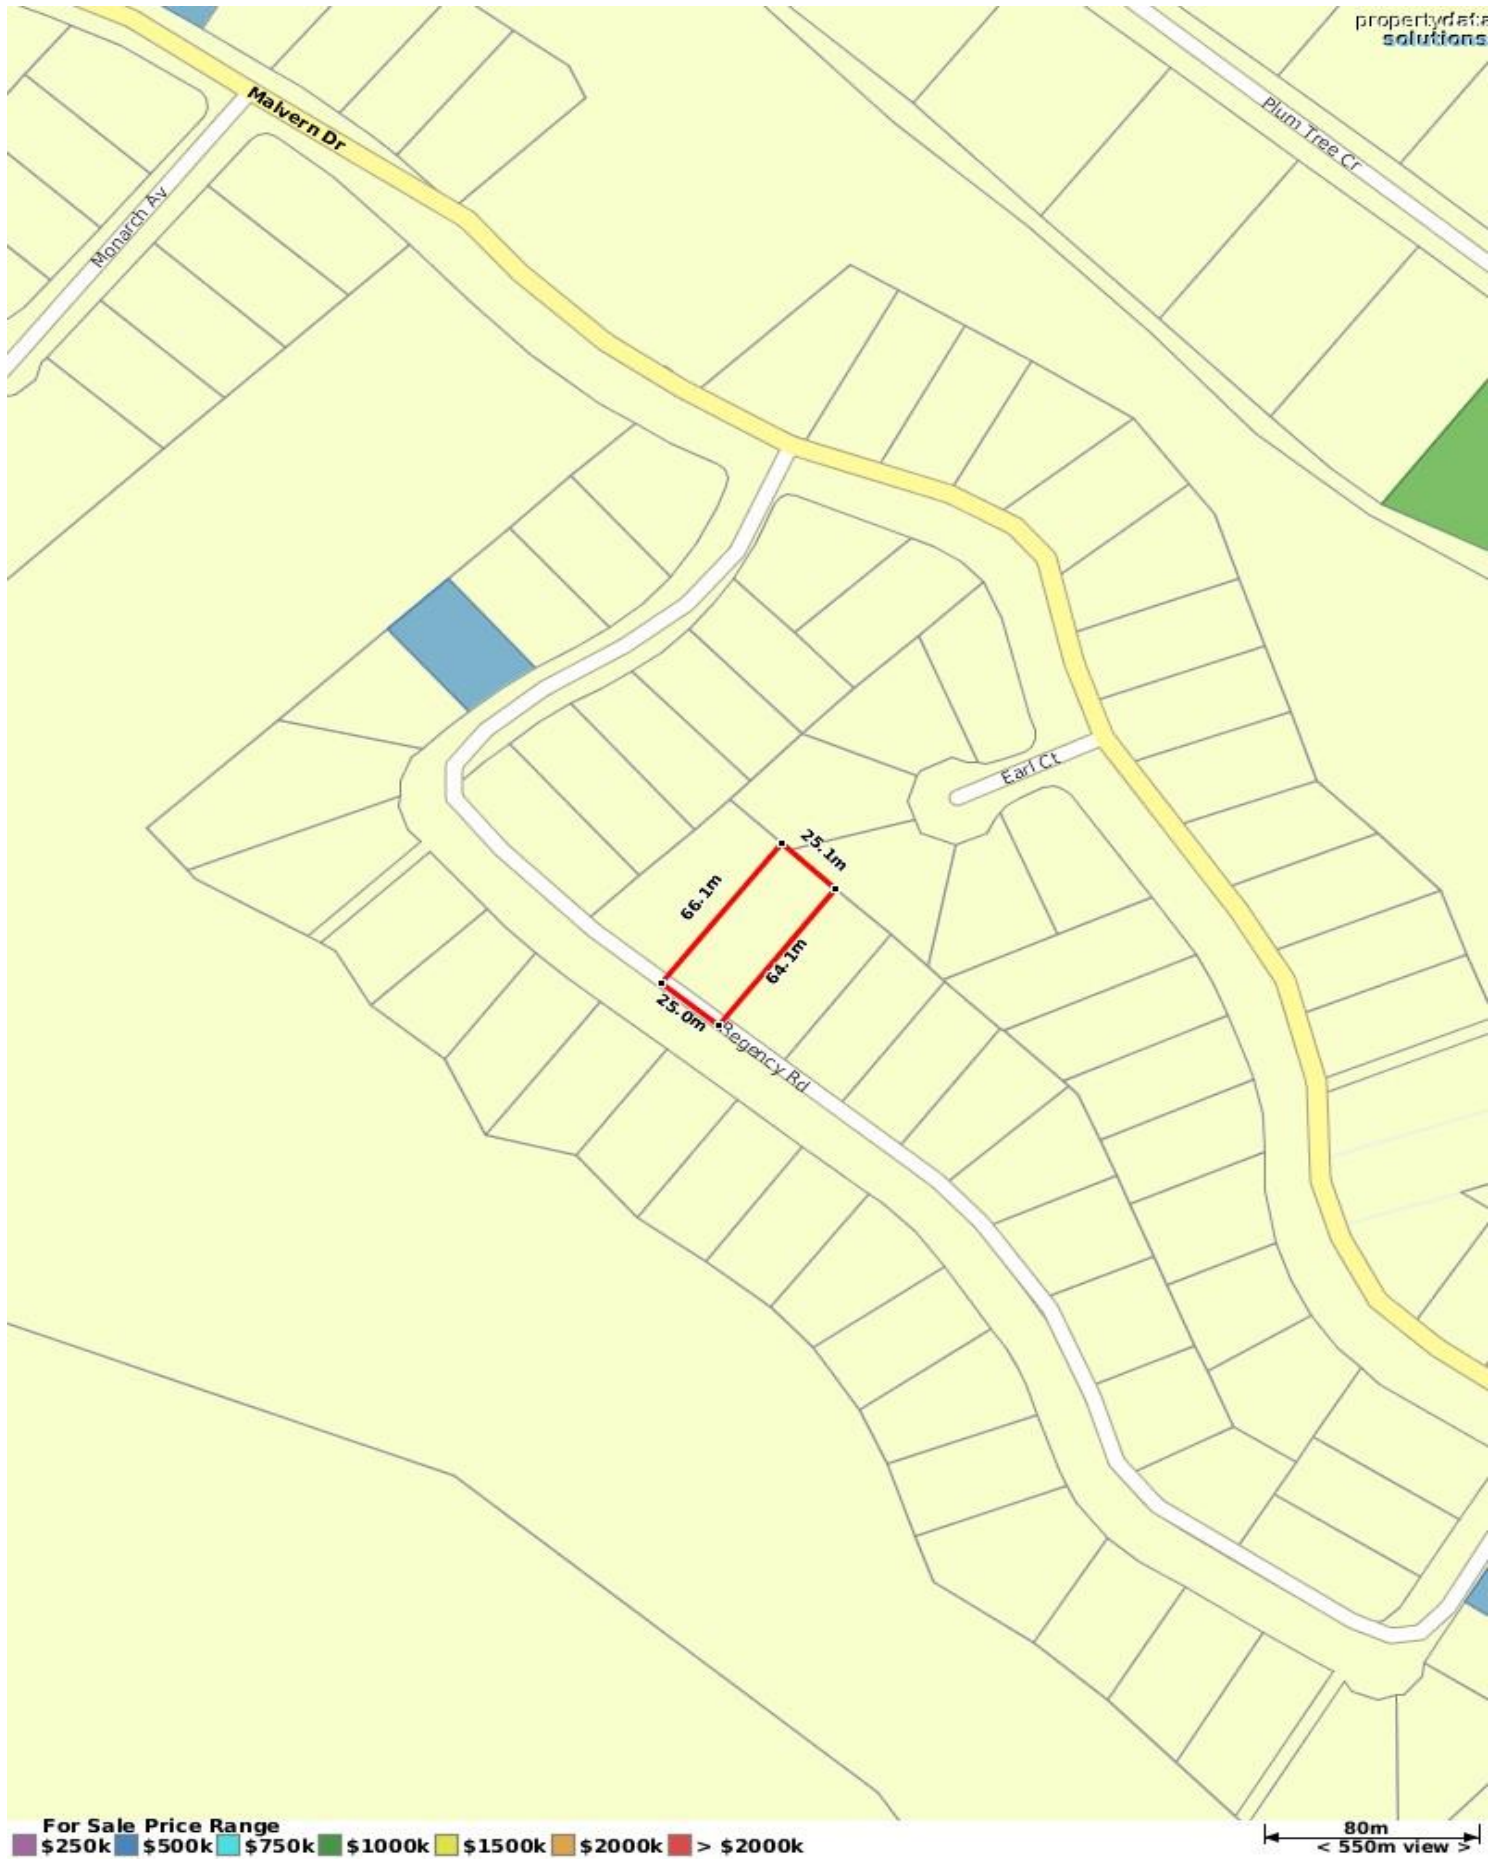 propertydata
solutions
Plum Tree Cr
Malvern Dr
Monarch Av
Earl Ct
25.1m
66.1m
64.1m
25.0m
Regency Rd
For Sale Price Range
$250k $500k $750k $1000k $1500k $2000k > $2000k
80m
< 550m view >